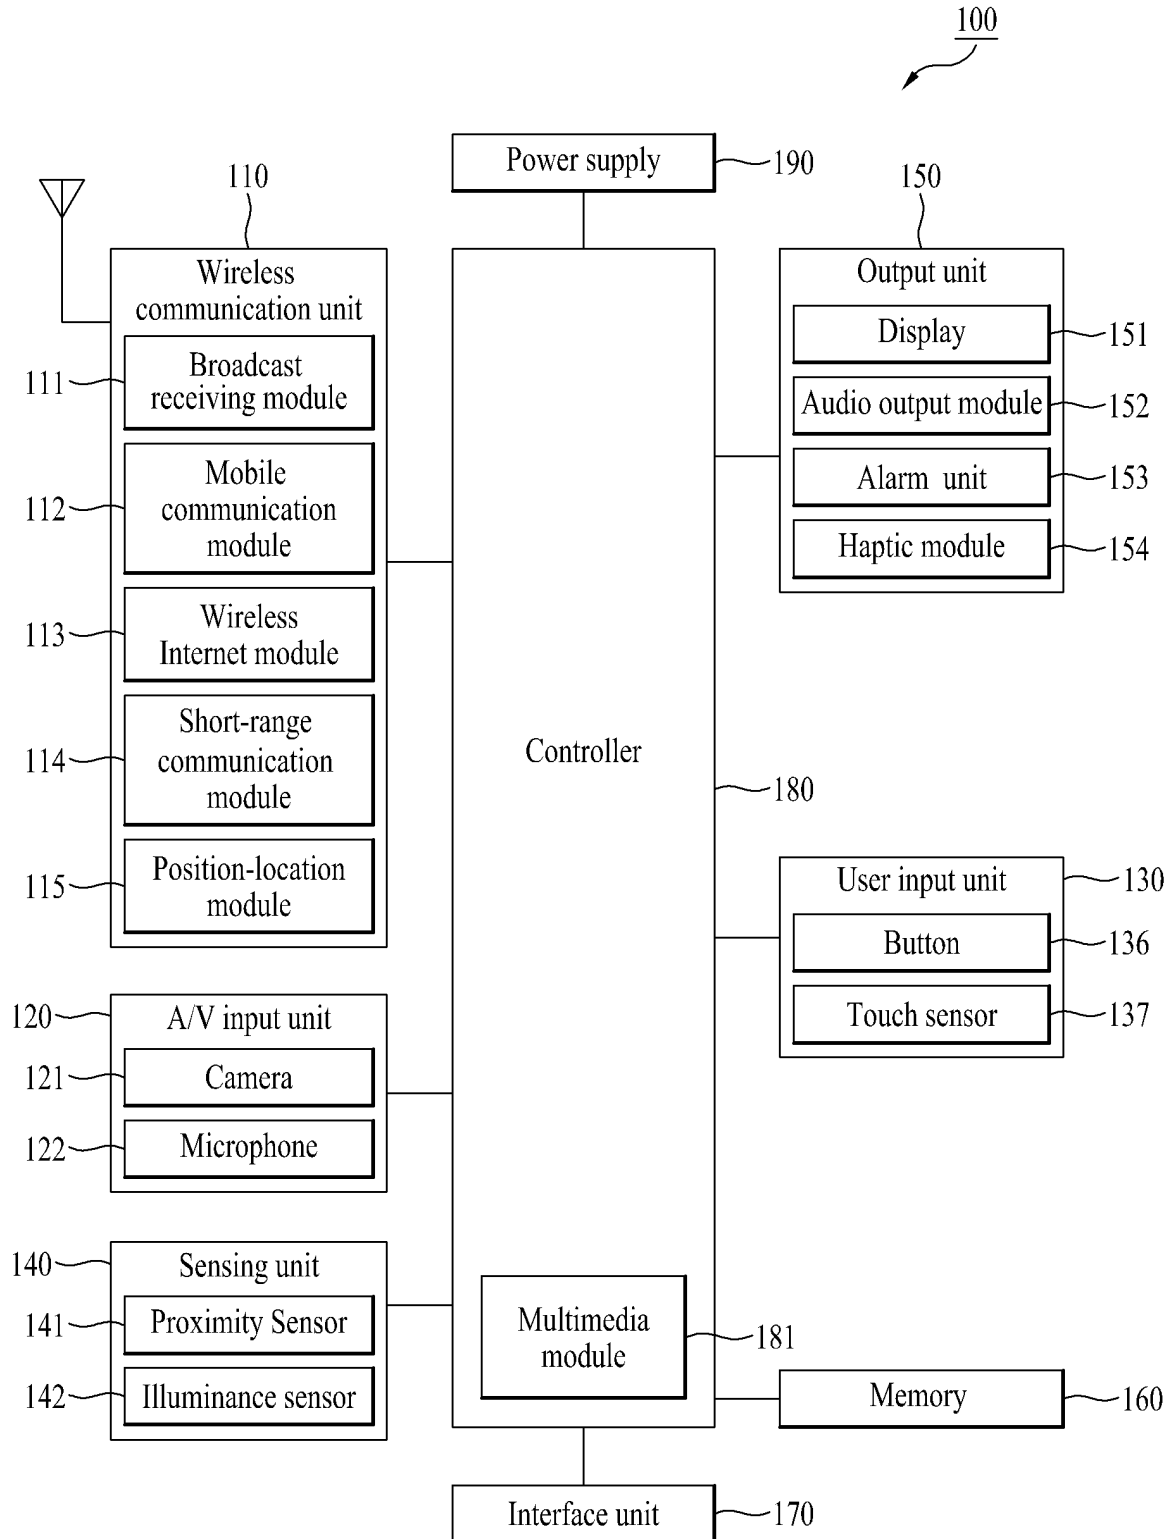 100
Power supply
190
110
Wireless
communication unit
111
Broadcast
receiving module
112
Mobile
communication
module
113
Wireless
Internet module
114
Short-range
communication
module
115
Position-location
module
120
A/V input unit
121
Camera
122
Microphone
140
Sensing unit
141
Proximity Sensor
142
Illuminance sensor
Controller
180
Multimedia
module
181
150
Output unit
Display
151
Audio output module
152
Alarm unit
153
Haptic module
154
User input unit
130
Button
136
Touch sensor
137
Memory
160
Interface unit
170